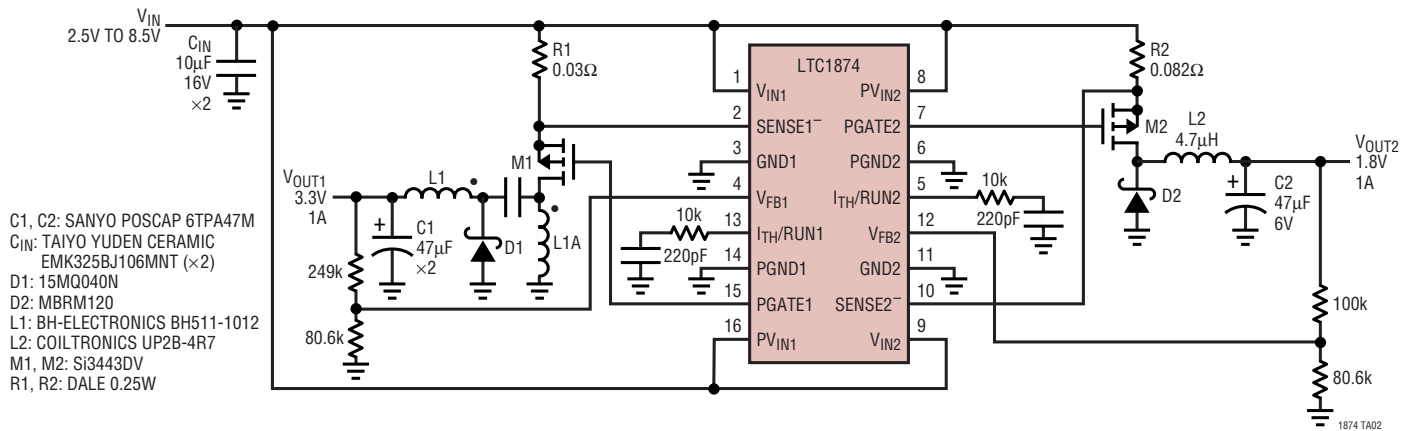 VIN
2.5V TO 8.5V
CIN
10µF
16V
×2
R1
0.03Ω
LTC1874
R2
0.082Ω
1
VIN1
8
PVIN2
2
SENSE1–
7
PGATE2
3
GND1
6
PGND2
4
VFB1
5
ITH/RUN2
13
ITH/RUN1
12
VFB2
14
PGND1
11
GND2
15
PGATE1
10
SENSE2–
16
PVIN1
9
VIN2
M1
M2
L2
4.7µH
VOUT2
1.8V
1A
D2
+
C2
47µF
6V
10k
220pF
100k
80.6k
VOUT1
3.3V
1A
L1
+
C1
47µF
×2
D1
L1A
10k
220pF
249k
80.6k
C1, C2: SANYO POSCAP 6TPA47M
CIN: TAIYO YUDEN CERAMIC
EMK325BJ106MNT (×2)
D1: 15MQ040N
D2: MBRM120
L1: BH-ELECTRONICS BH511-1012
L2: COILTRONICS UP2B-4R7
M1, M2: Si3443DV
R1, R2: DALE 0.25W
1874 TA02